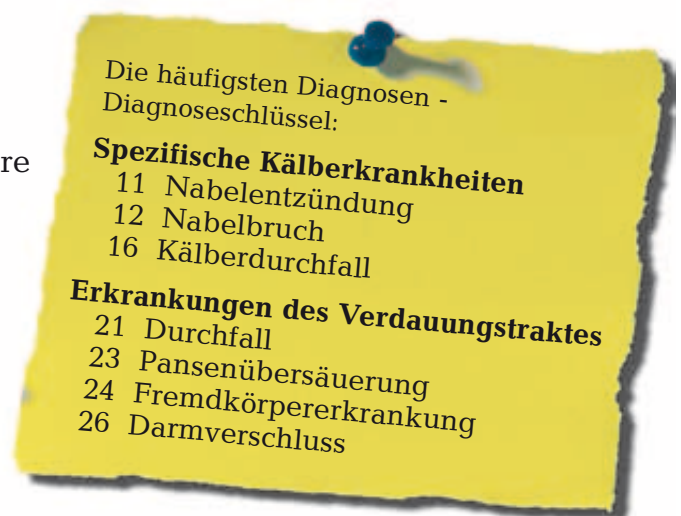 re
Die häufigsten Diagnosen -
Diagnoseschlüssel:
Spezifische Kälberkrankheiten
11 Nabelentzündung
12 Nabelbruch
16 Kälberdurchfall
Erkrankungen des Verdauungstraktes
21 Durchfall
23 Pansenübersäuerung
24 Fremdkörpererkrankung
26 Darmverschluss